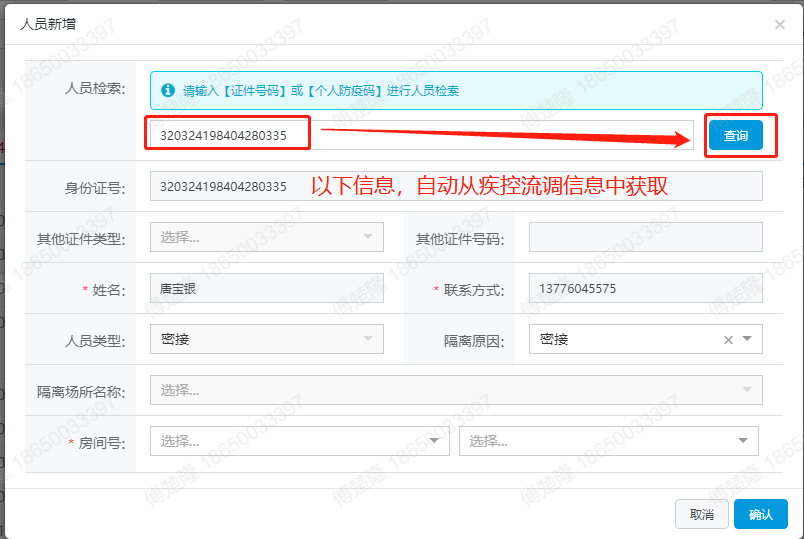 人员新增
人员检索:
请输入【证件号码】或【个人防疫码】进行人员检索
320324198404280335
查询
身份证号:
320324198404280335
以下信息，自动从疾控流调信息中获取
其他证件类型:
选择...
其他证件号码:
* 姓名:
唐宝银
* 联系方式:
13776045575
人员类型:
密接
隔离原因:
密接
隔离场所名称:
选择...
* 房间号:
选择...
选择...
取消
确认
傅楚隆 18650033397